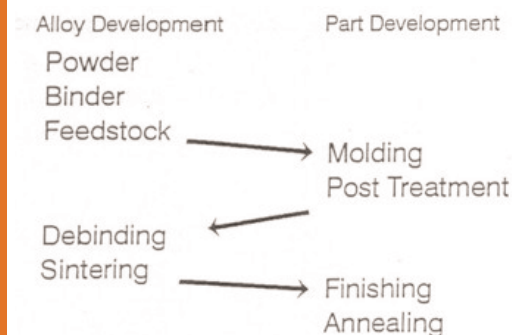 Alloy Development
Part Development
Powder
Binder
Feedstock
Molding
Post Treatment
Debinding
Sintering
Finishing
Annealing